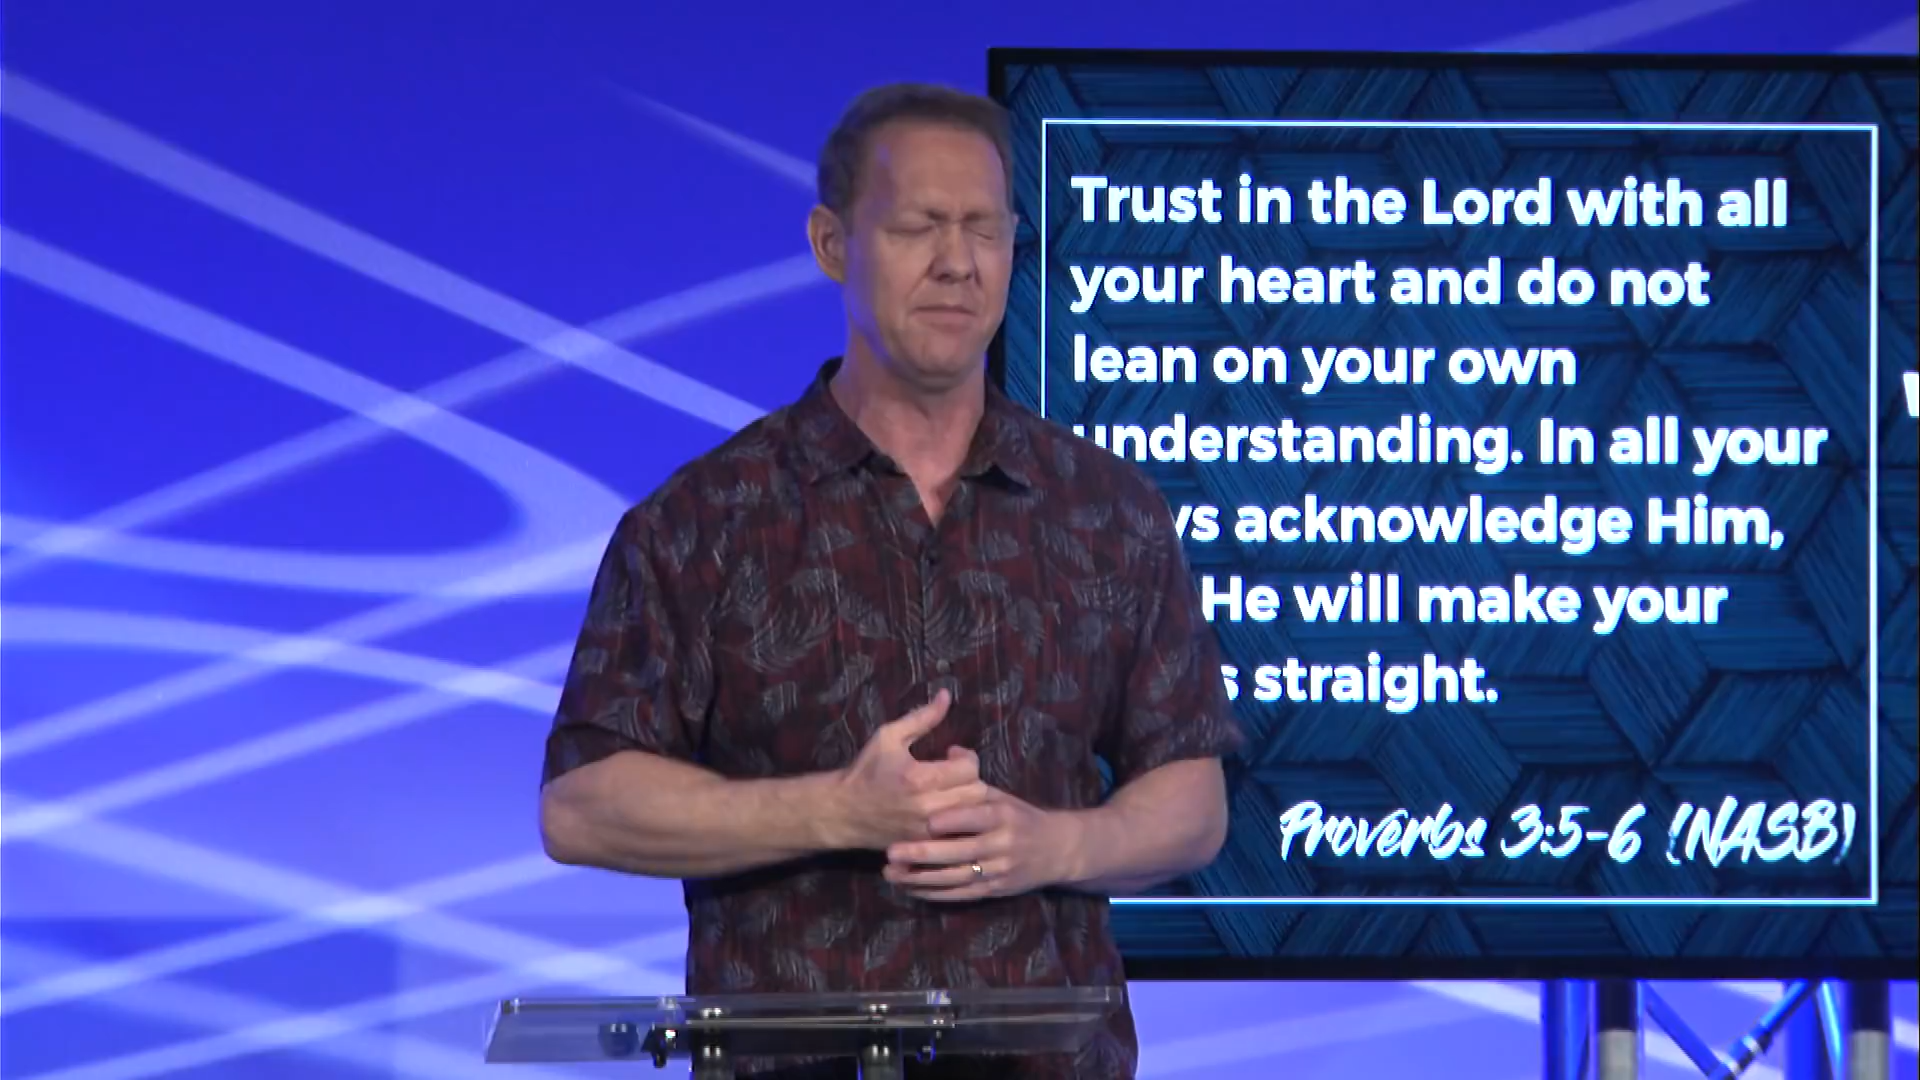 Trust in the Lord with all
your heart and do not
lean on your own
understanding. In all your
acknowledge Him,
He will make your
straight.
Proverbs 3:5-6 (NASB)